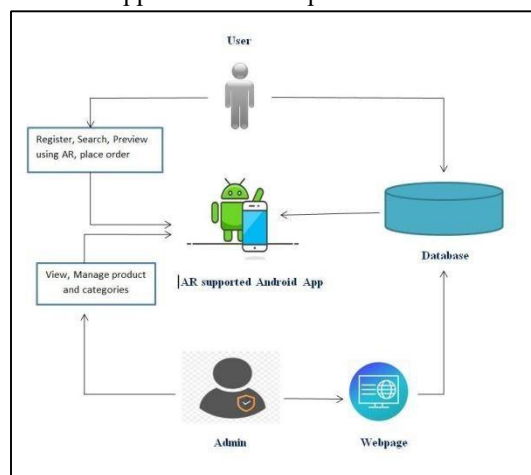 User
Register, Search, Preview
using AR, place order
Database
AR supported Android App
View, Manage product
and categories
Admin
Webpage